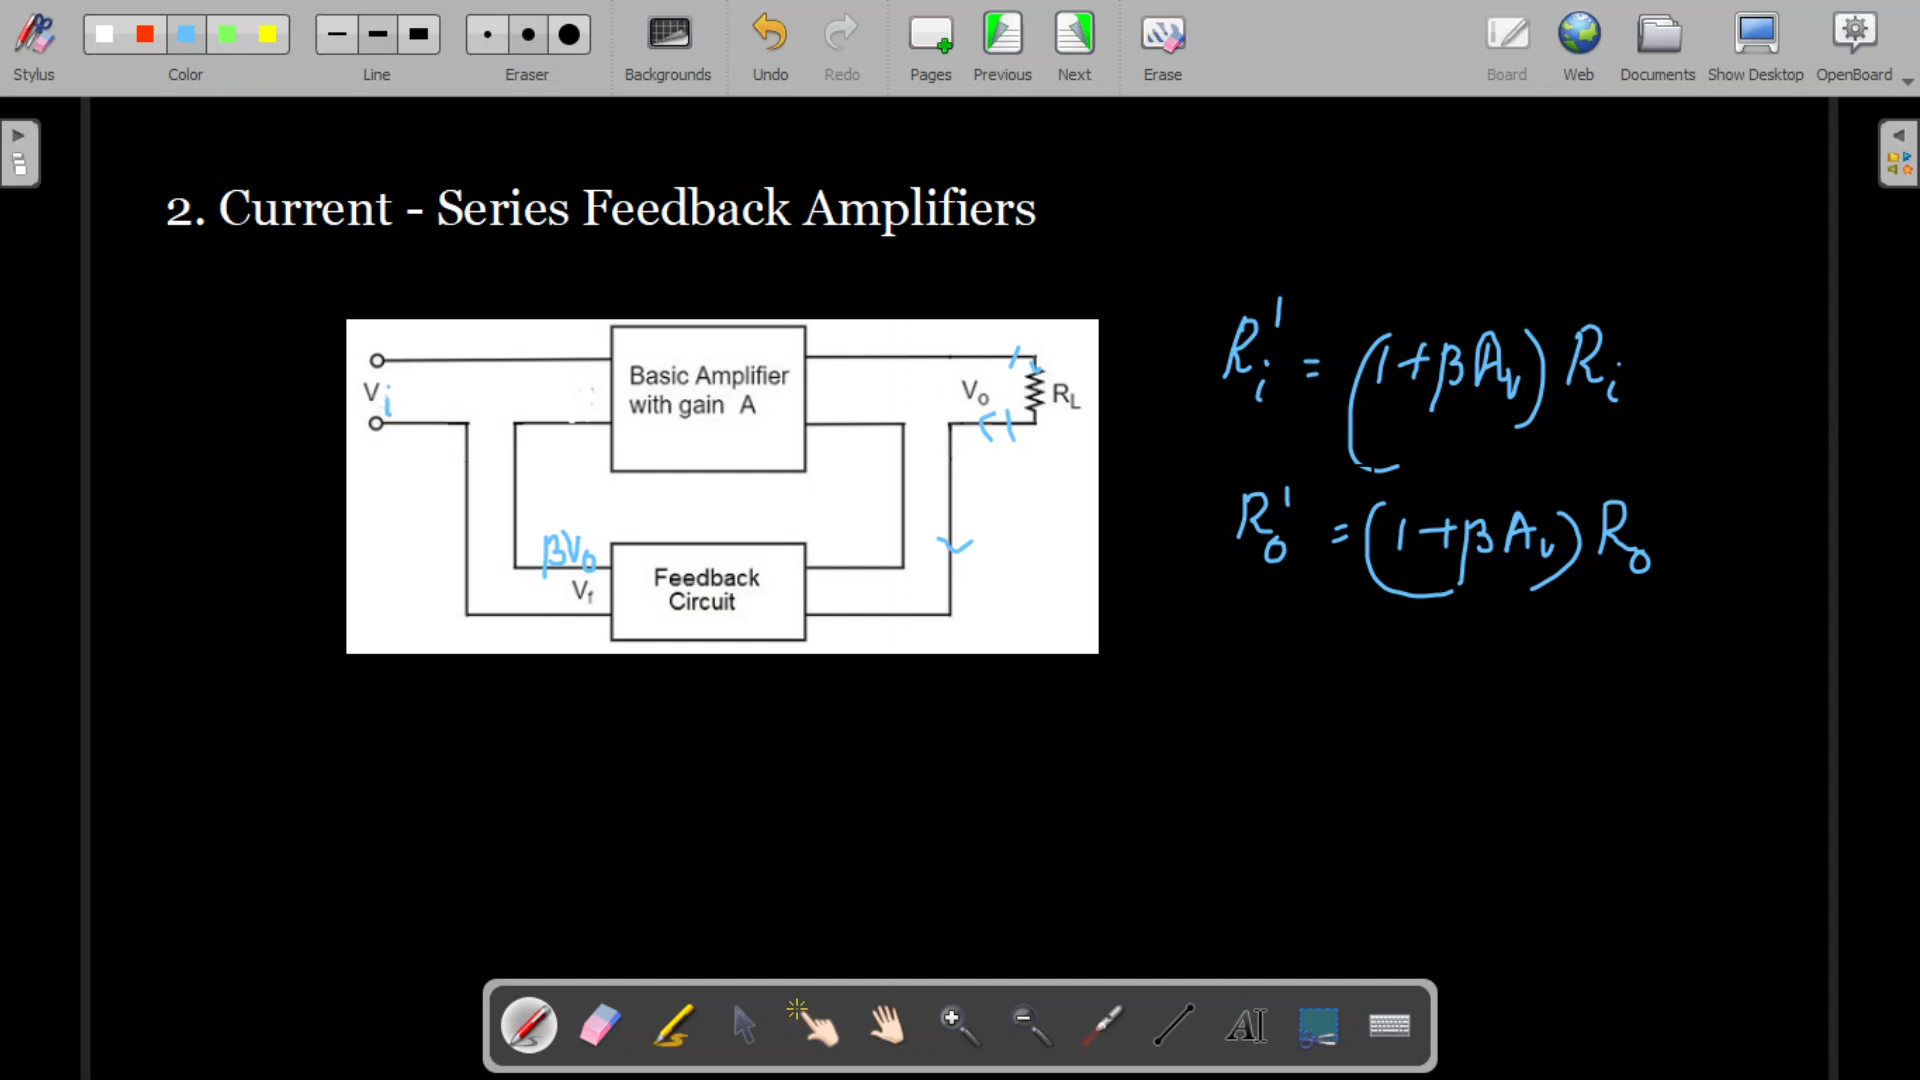 Stylus Color Line Eraser Backgrounds Undo Redo Pages Previous Next Erase Board Web Documents Show Desktop OpenBoard
2. Current - Series Feedback Amplifiers
Basic Amplifier
with gain A
Vi
Vo
RL
βVo
Vf
Feedback
Circuit
Ri' = (1+βAv) Ri
Ro' = (1+βAv) Ro
AI